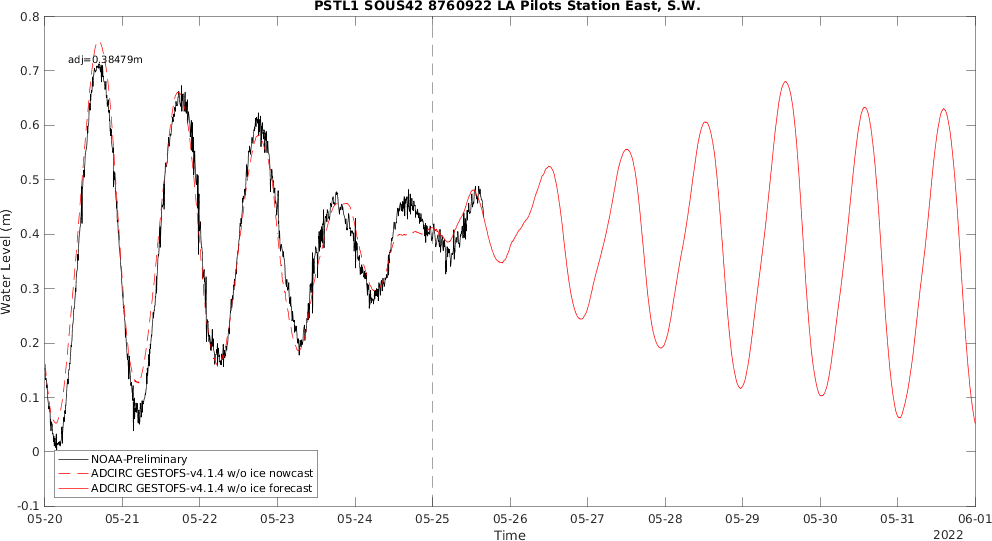 PSTL1 SOUS42 8760922 LA Pilots Station East, S.W.
0.8
adj=0.38479m
0.7
0.6
0.5
0.4
0.3
0.2
0.1
0
-0.1
Water Level (m)
NOAA-Preliminary
ADCIRC GESTOFS-v4.1.4 w/o ice nowcast
ADCIRC GESTOFS-v4.1.4 w/o ice forecast
05-20 05-21 05-22 05-23 05-24 05-25 05-26 05-27 05-28 05-29 05-30 05-31 06-01
Time
2022